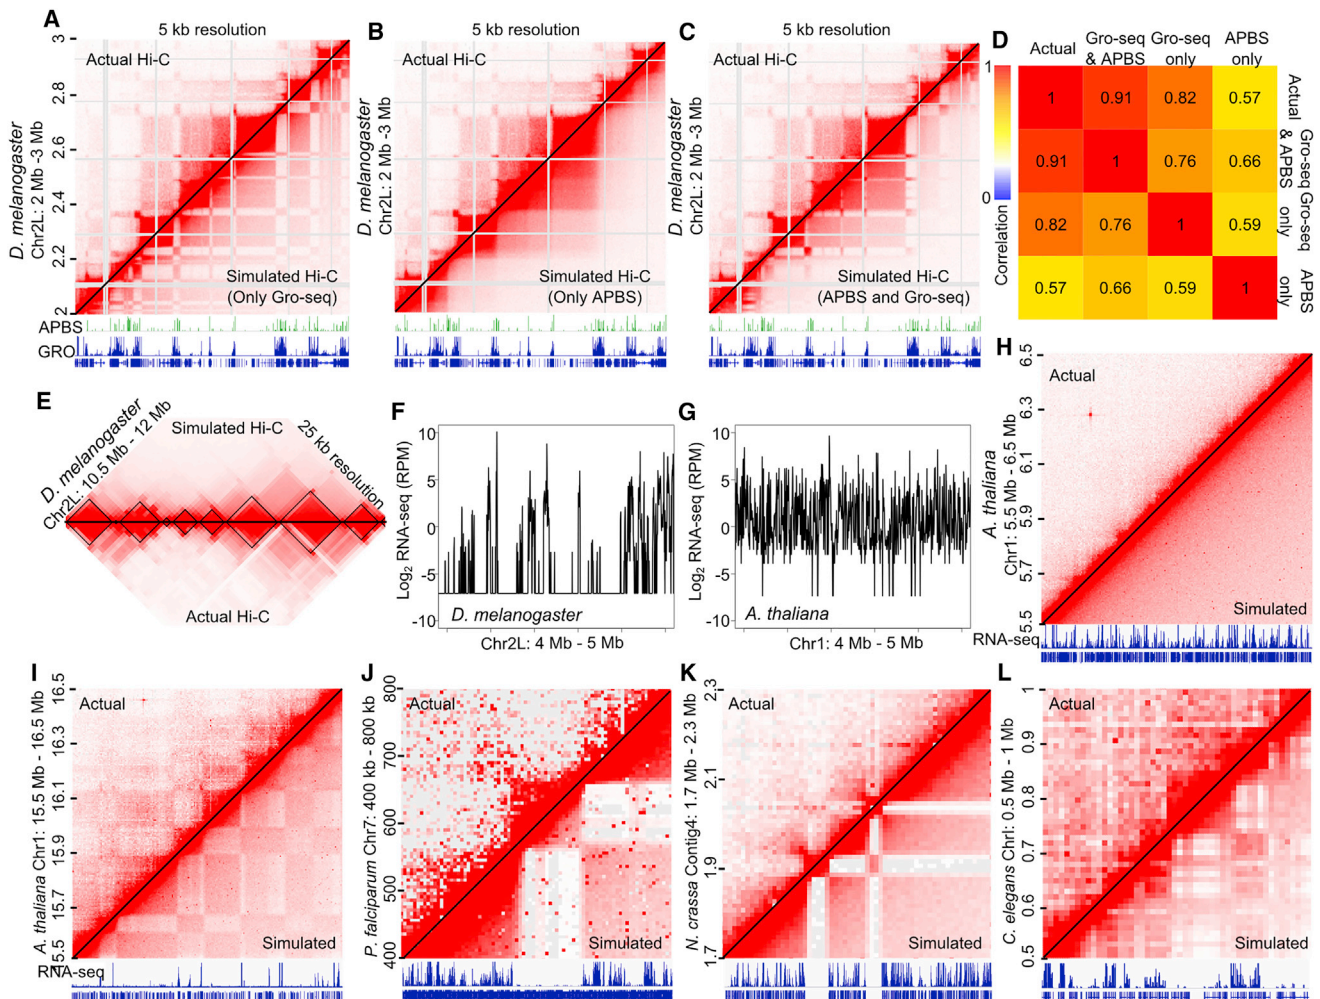 A
5 kb resolution
Actual Hi-C
D. melanogaster
Chr2L: 2 Mb -3 Mb
3
2.8
2.6
2.4
2.2
2
Simulated Hi-C
(Only Gro-seq)
APBS
GRO
B
5 kb resolution
Actual Hi-C
D. melanogaster
Chr2L: 2 Mb -3 Mb
Simulated Hi-C
(Only APBS)
C
5 kb resolution
Actual Hi-C
D. melanogaster
Chr2L: 2 Mb -3 Mb
Simulated Hi-C
(APBS and Gro-seq)
D
Actual
Gro-seq & APBS
Gro-seq only
APBS only
1
0
Correlation
1 0.91 0.82 0.57
0.91 1 0.76 0.66
0.82 0.76 1 0.59
0.57 0.66 0.59 1
Actual
Gro-seq & APBS
Gro-seq only
APBS only
E
D. melanogaster
Chr2L: 10.5 Mb - 12 Mb
Simulated Hi-C
25 kb resolution
Actual Hi-C
F
Log2 RNA-seq (RPM)
10
5
0
-5
-10
D. melanogaster
Chr2L: 4 Mb - 5 Mb
G
Log2 RNA-seq (RPM)
10
5
0
-5
-10
A. thaliana
Chr1: 4 Mb - 5 Mb
H
Actual
A. thaliana
Chr1: 5.5 Mb - 6.5 Mb
6.5
6.3
6.1
5.9
5.7
5.5
Simulated
RNA-seq
I
Actual
A. thaliana Chr1: 15.5 Mb - 16.5 Mb
16.5
16.3
16.1
15.9
15.7
15.5
Simulated
RNA-seq
J
Actual
P. falciparum Chr7: 400 kb - 800 kb
800
700
600
500
400
Simulated
K
Actual
N. crassa Contig4: 1.7 Mb - 2.3 Mb
2.3
2.1
1.9
1.7
Simulated
L
Actual
C. elegans ChrI: 0.5 Mb - 1 Mb
1
0.9
0.8
0.7
0.6
0.5
Simulated